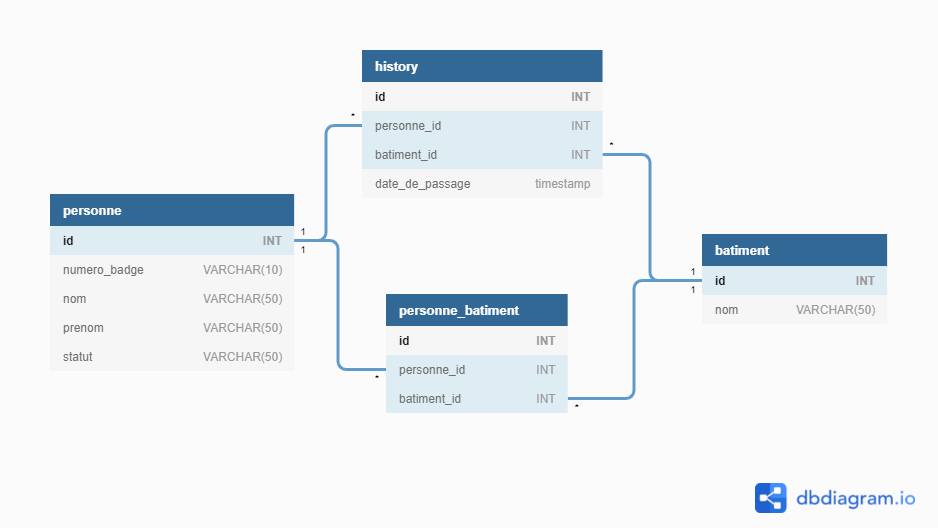 history
id INT
personne_id INT
batiment_id INT
date_de_passage timestamp
*
*
personne
id INT
numero_badge VARCHAR(10)
nom VARCHAR(50)
prenom VARCHAR(50)
statut VARCHAR(50)
1
1
personne_batiment
id INT
personne_id INT
batiment_id INT
*
*
batiment
id INT
nom VARCHAR(50)
1
1
dbdiagram.io